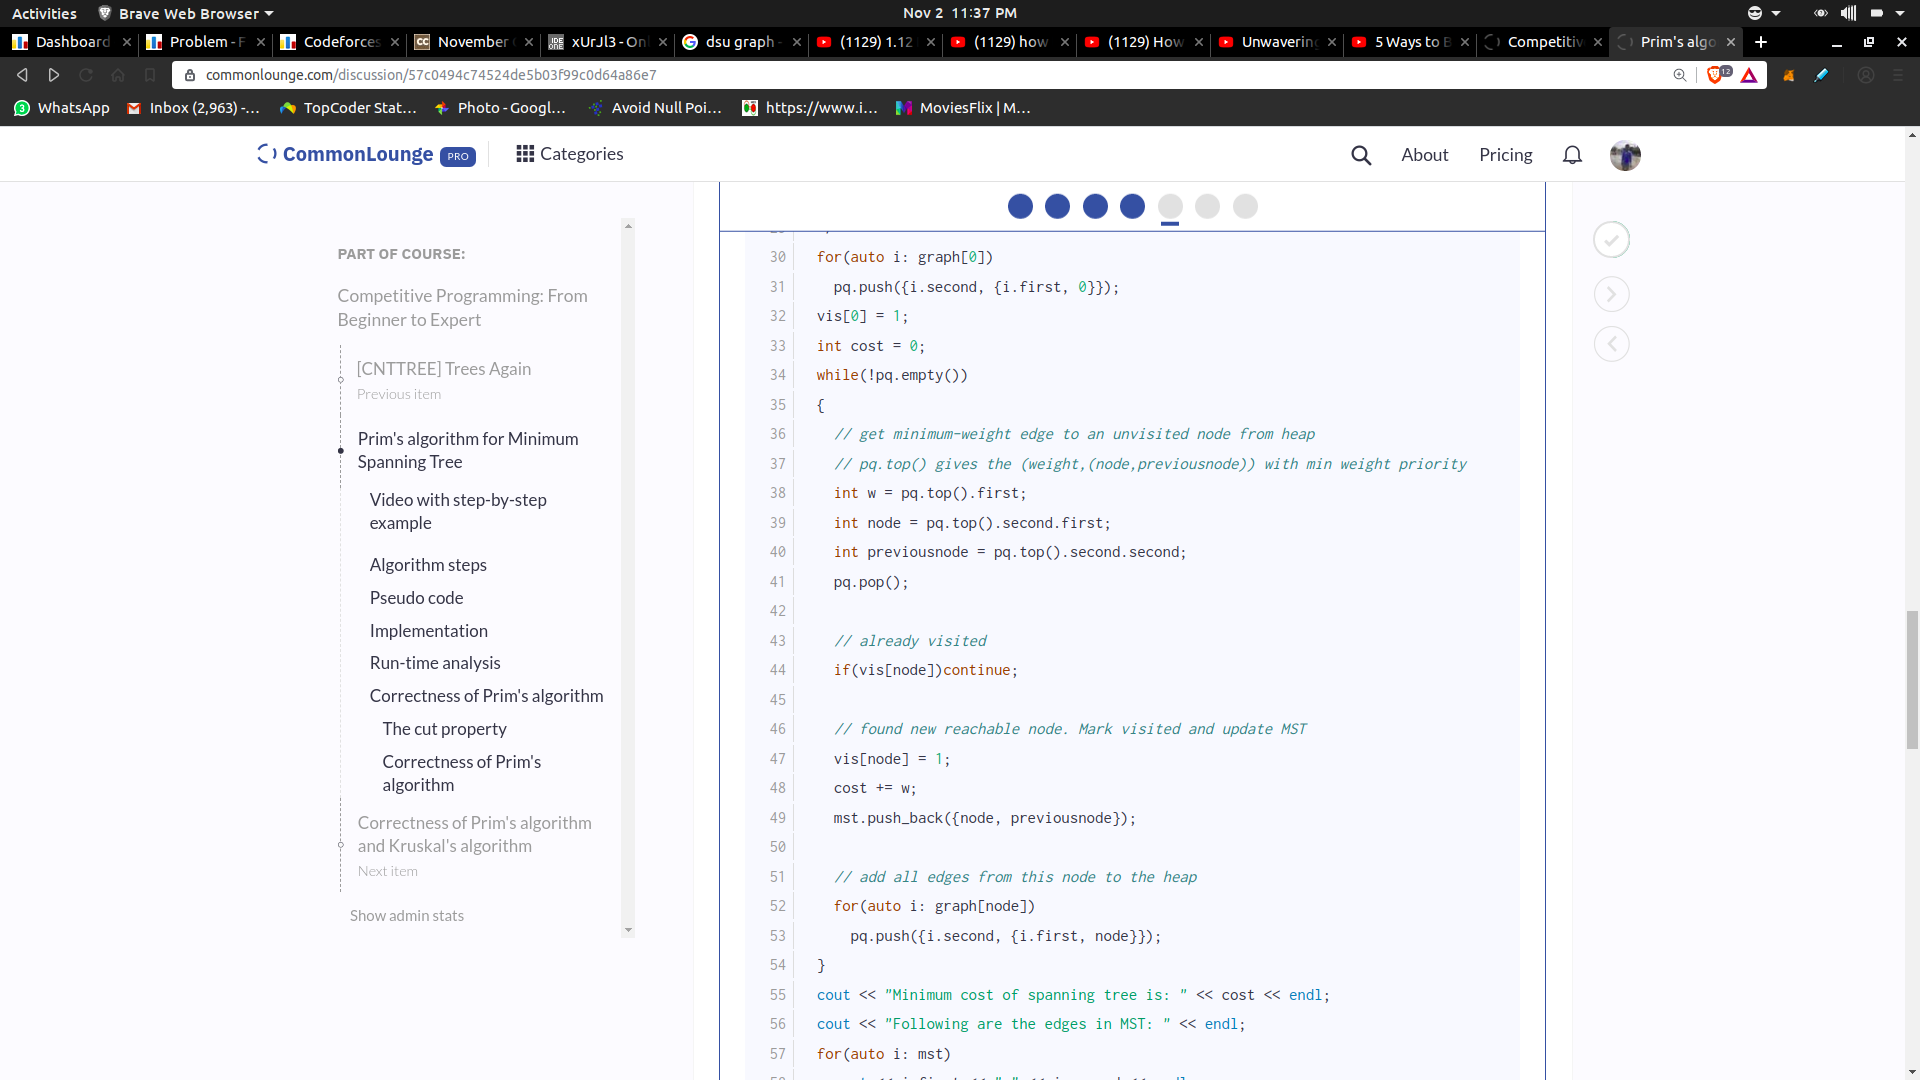 Activities Brave Web Browser Nov 2 11:37 PM
Dashboard Problem - F Codeforces November xUrJl3 - Onl dsu graph - (1129) 1.12 (1129) how (1129) How Unwavering 5 Ways to B Competitiv Prim's algo
commonlounge.com/discussion/57c0494c74524de5b03f99c0d64a86e7 12
WhatsApp Inbox (2,963) -... TopCoder Stat... Photo - Googl... Avoid Null Poi... https://www.i... MoviesFlix | M...
CommonLounge PRO Categories About Pricing
PART OF COURSE:
Competitive Programming: From
Beginner to Expert
[CNTTREE] Trees Again
Previous item
Prim's algorithm for Minimum
Spanning Tree
Video with step-by-step
example
Algorithm steps
Pseudo code
Implementation
Run-time analysis
Correctness of Prim's algorithm
The cut property
Correctness of Prim's
algorithm
Correctness of Prim's algorithm
and Kruskal's algorithm
Next item
Show admin stats
30 for(auto i: graph[0])
31 pq.push({i.second, {i.first, 0}});
32 vis[0] = 1;
33 int cost = 0;
34 while(!pq.empty())
35 {
36 // get minimum-weight edge to an unvisited node from heap
37 // pq.top() gives the (weight,(node,previousnode)) with min weight priority
38 int w = pq.top().first;
39 int node = pq.top().second.first;
40 int previousnode = pq.top().second.second;
41 pq.pop();
42
43 // already visited
44 if(vis[node])continue;
45
46 // found new reachable node. Mark visited and update MST
47 vis[node] = 1;
48 cost += w;
49 mst.push_back({node, previousnode});
50
51 // add all edges from this node to the heap
52 for(auto i: graph[node])
53 pq.push({i.second, {i.first, node}});
54 }
55 cout << "Minimum cost of spanning tree is: " << cost << endl;
56 cout << "Following are the edges in MST: " << endl;
57 for(auto i: mst)